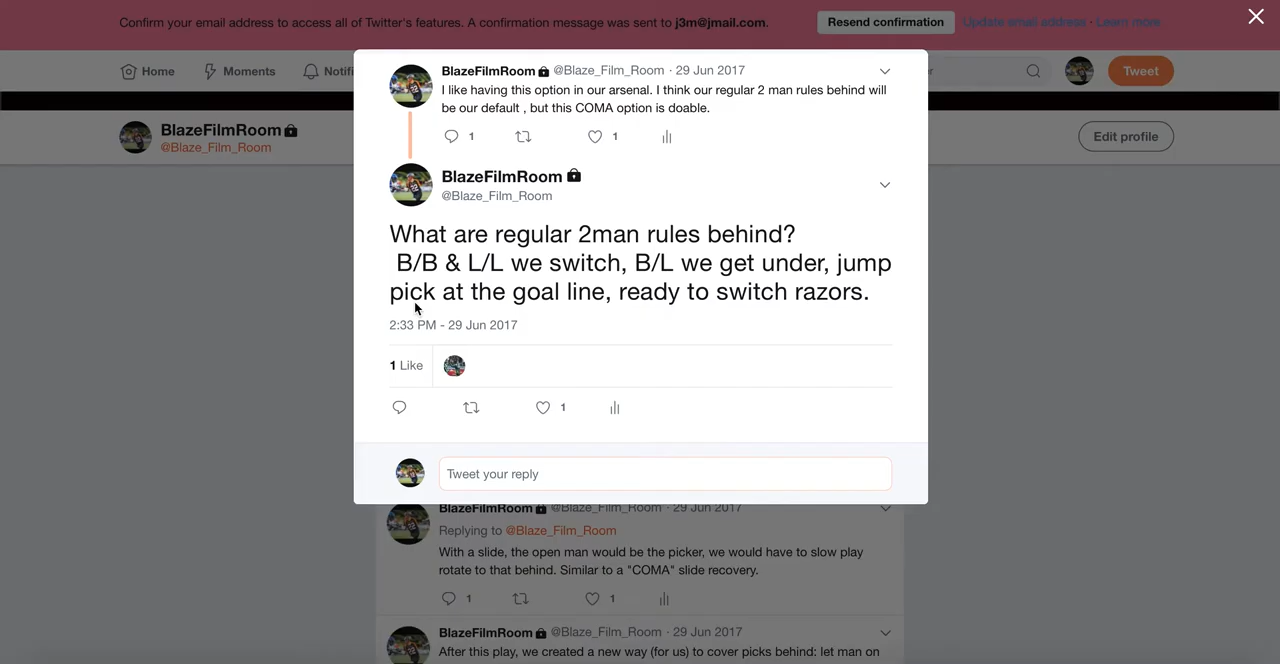 Confirm your email address to access all of Twitter's features. A confirmation message was sent to j3m@jmail.com.
Resend confirmation
Update email address · Learn more
Home
Moments
Notifi
er
Tweet
BlazeFilmRoom
@Blaze_Film_Room
Edit profile
BlazeFilmRoom @Blaze_Film_Room · 29 Jun 2017
I like having this option in our arsenal. I think our regular 2 man rules behind will
be our default , but this COMA option is doable.
1
1
BlazeFilmRoom
@Blaze_Film_Room
What are regular 2man rules behind?
B/B & L/L we switch, B/L we get under, jump
pick at the goal line, ready to switch razors.
2:33 PM - 29 Jun 2017
1 Like
1
Tweet your reply
BlazeFilmRoom @Blaze_Film_Room · 29 Jun 2017
Replying to @Blaze_Film_Room
With a slide, the open man would be the picker, we would have to slow play
rotate to that behind. Similar to a "COMA" slide recovery.
1
1
BlazeFilmRoom @Blaze_Film_Room · 29 Jun 2017
After this play, we created a new way (for us) to cover picks behind: let man on